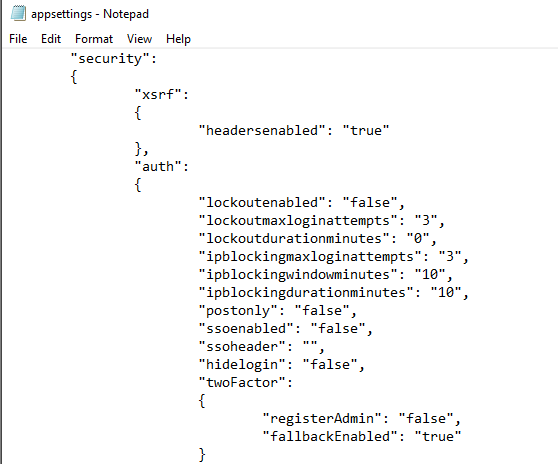 appsettings - Notepad
File Edit Format View Help
"security":
{
"xsrf":
{
"headersenabled": "true"
},
"auth":
{
"lockoutenabled": "false",
"lockoutmaxloginattempts": "3",
"lockoutdurationminutes": "0",
"ipblockingmaxloginattempts": "3",
"ipblockingwindowminutes": "10",
"ipblockingdurationminutes": "10",
"postonly": "false",
"ssoenabled": "false",
"ssoheader": "",
"hidelogin": "false",
"twoFactor":
{
"registerAdmin": "false",
"fallbackEnabled": "true"
}